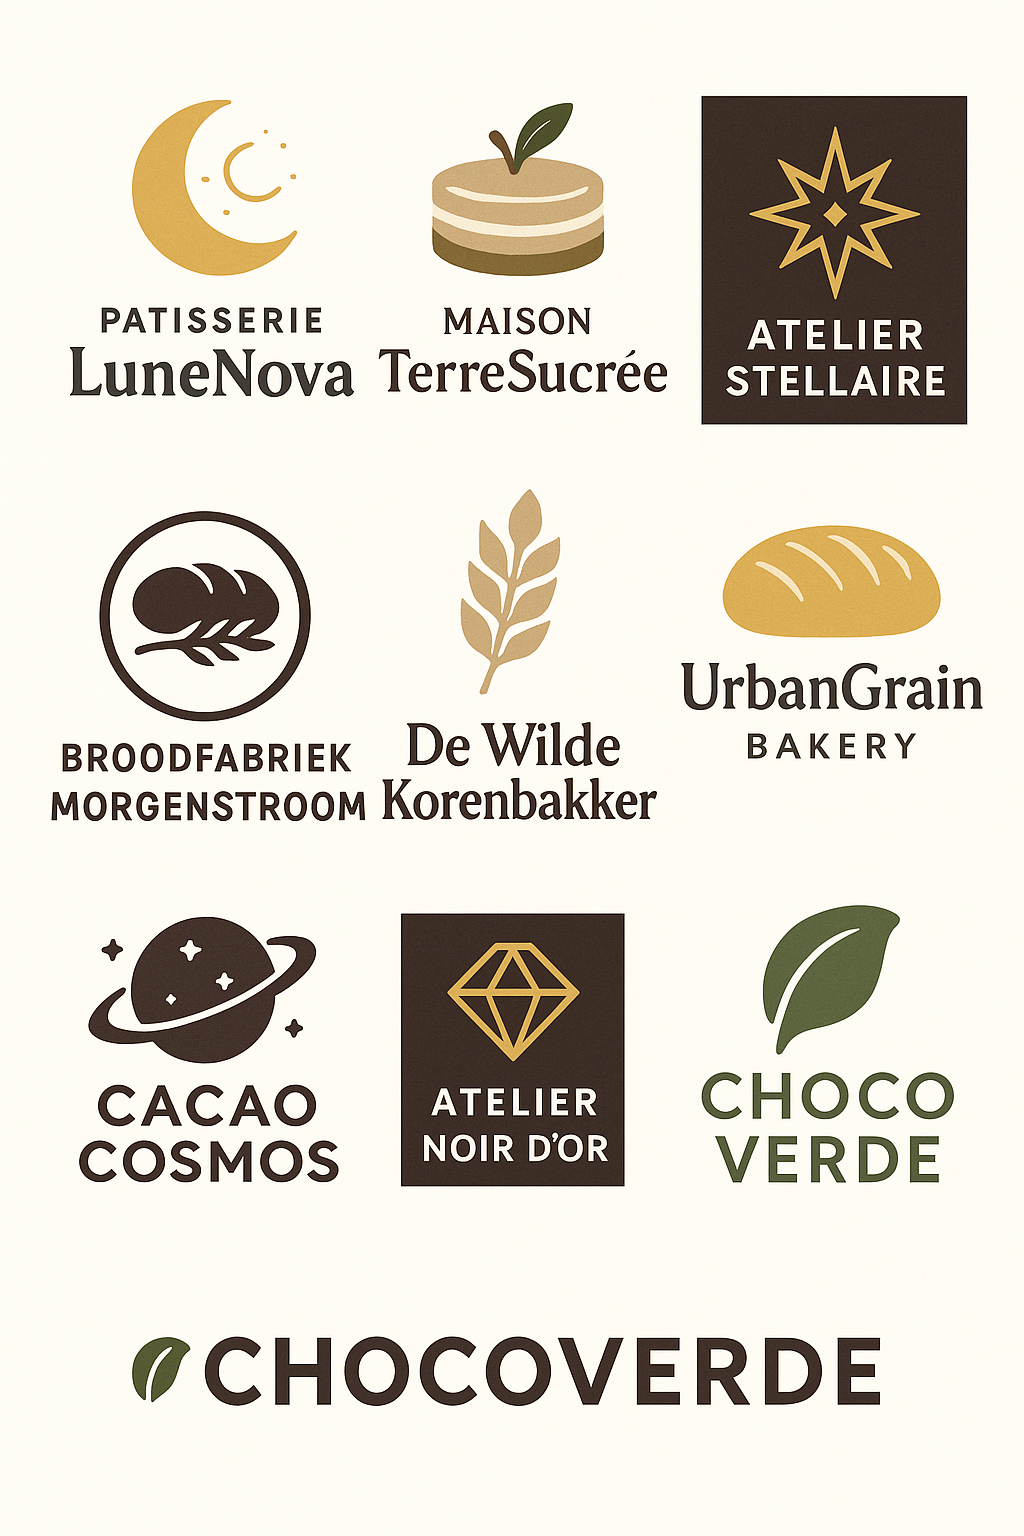 PATISSERIE
LuneNova
MAISON
TerreSucrée
ATELIER
STELLAIRE
BROODFABRIEK
MORGENSTROOM
De Wilde
Korenbakker
UrbanGrain
BAKERY
CACAO
COSMOS
ATELIER
NOIR D'OR
CHOCO
VERDE
CHOCOVERDE